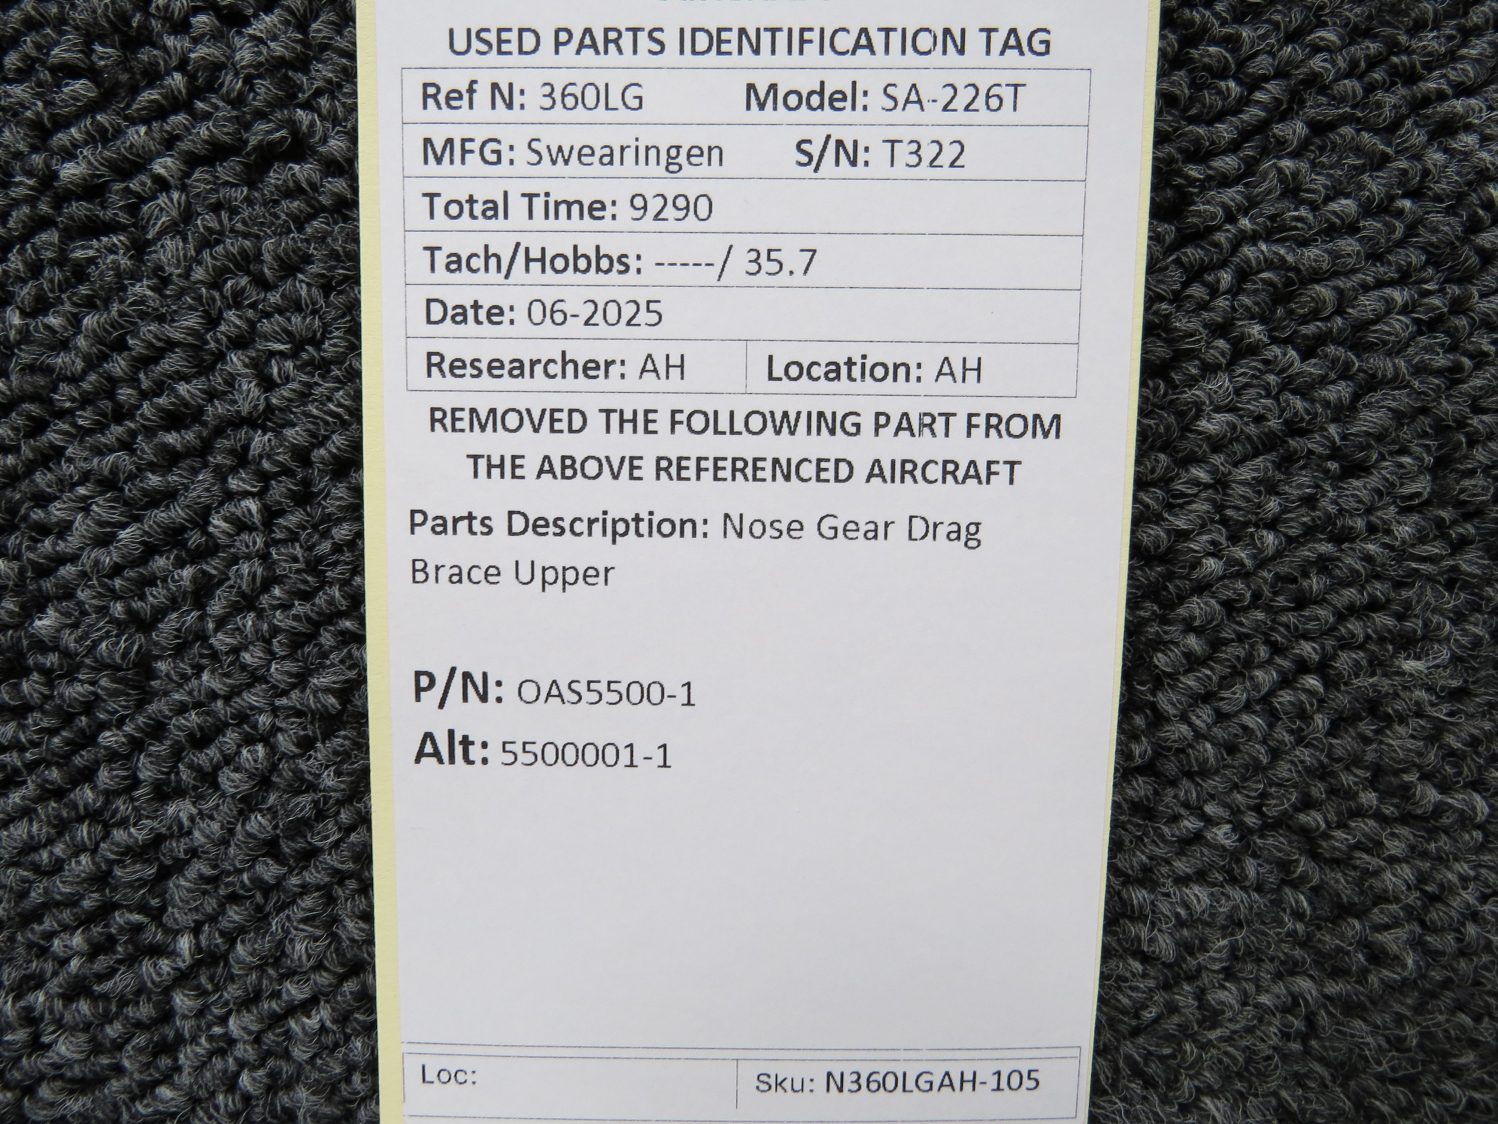 USED PARTS IDENTIFICATION TAG
Ref N: 360LG Model: SA-226T
MFG: Swearingen S/N: T322
Total Time: 9290
Tach/Hobbs: -----/ 35.7
Date: 06-2025
Researcher: AH Location: AH
REMOVED THE FOLLOWING PART FROM
THE ABOVE REFERENCED AIRCRAFT
Parts Description: Nose Gear Drag
Brace Upper
P/N: OAS5500-1
Alt: 5500001-1
Loc: Sku: N360LGAH-105